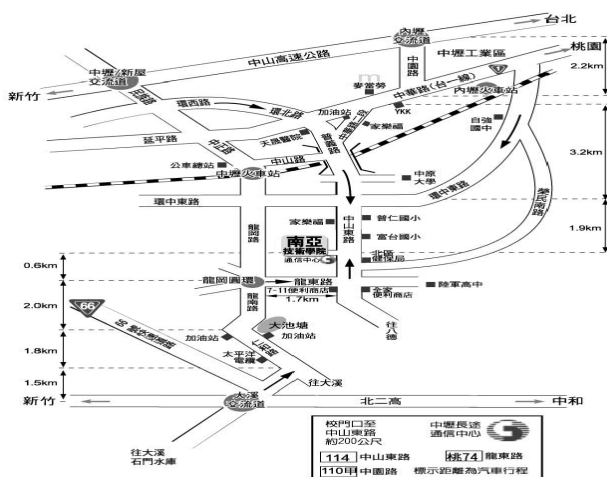 台北
內壢
交流道
中山高速公路
中壢工業區
桃園
中園路
中壢/新屋
交流道
麥當勞
中華路(台一線)
1
2.2km
新竹
內壢火車站
環西路
環北路
加油站
YKK
家樂福
自強
國中
延平路
天晟醫院
普義路
中正路
公車總站
中山路
3.2km
中壢火車站
中原
大學
環中東路
環中東路
榮民南路
龍岡路
家樂福
中山東路
普仁國小
南亞
技術學院
富台國小
1.9km
通信中心
北區
健保局
0.6km
龍岡圓環
龍東路
陸軍高中
7-11便利商店
全家
便利商店
1.7km
2.0km
66
龍南路
大池塘
往八德
加油站
加油站
仁和路
1.8km
太平洋
電纜
1.5km
大溪
交流道
往大溪
新竹
北二高
中和
往大溪
石門水庫
校門口至
中山東路
約200公尺
中壢長途
通信中心
114 中山東路
桃74 龍東路
110甲 中園路
標示距離為汽車行程